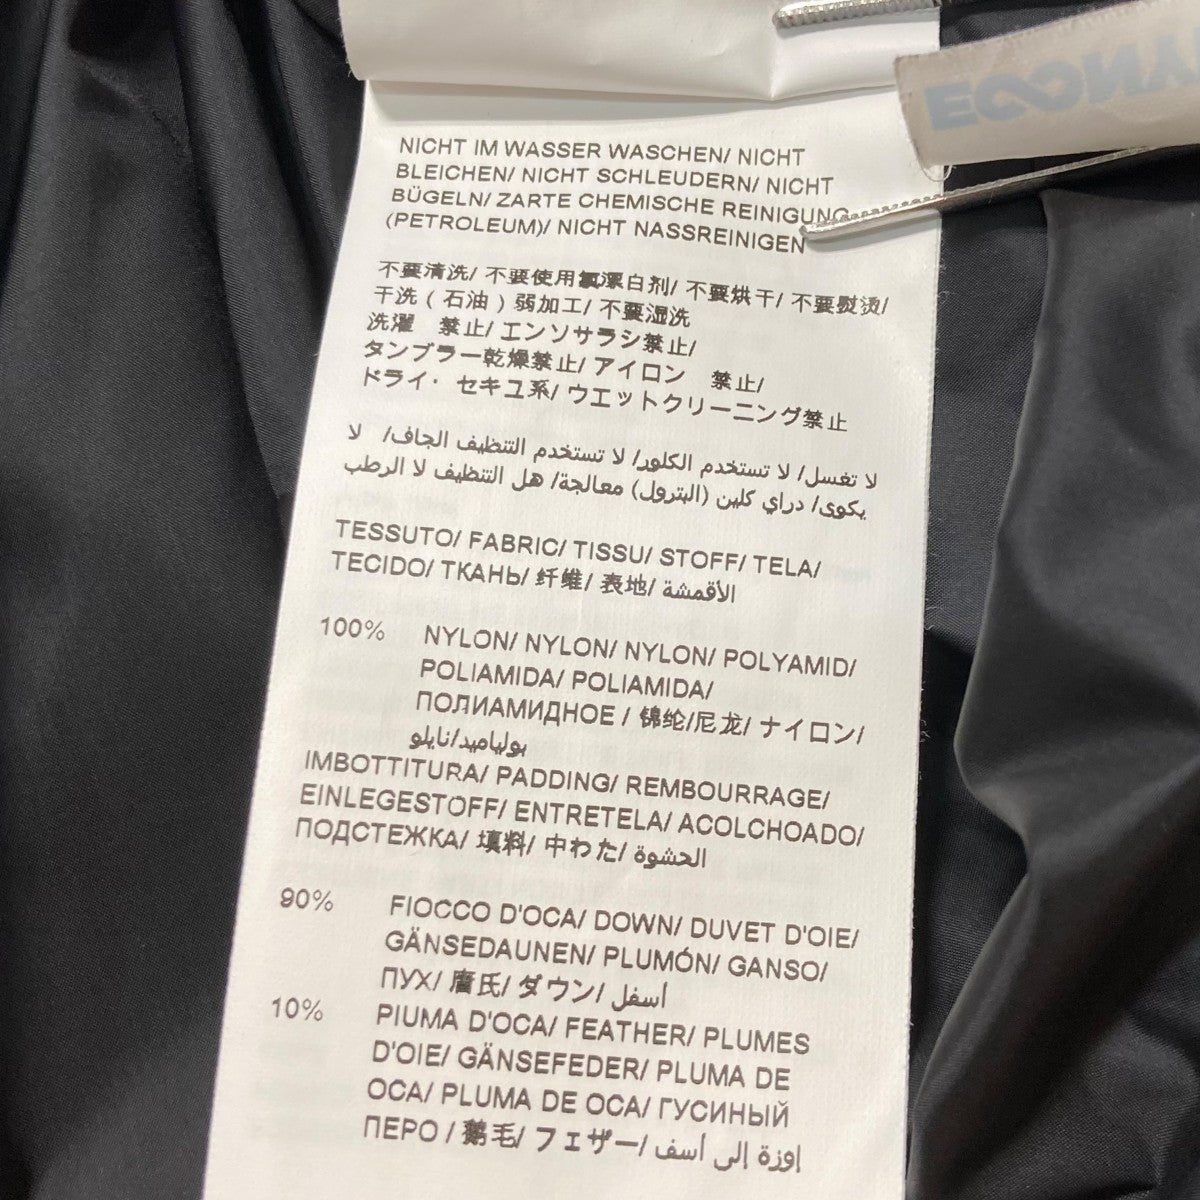 ECONY
NICHT IM WASSER WASCHEN/ NICHT
BLEICHEN/ NICHT SCHLEUDERN/ NICHT
BÜGELN/ ZARTE CHEMISCHE REINIGUNG
(PETROLEUM)/ NICHT NASSREINIGEN
不要清洗/ 不要使用氯漂白剂/ 不要烘干/ 不要熨烫/
干洗 ( 石油 ) 弱加工/ 不要湿洗
洗濯 禁止/ エンソサラシ禁止/
タンブラー乾燥禁止/ アイロン 禁止/
ドライ· セキユ系/ ウエットクリーニング禁止
لا تغسل/ لا تستخدم الكلور/ لا تستخدم التنظيف الجاف/ لا
يكوى/ دراي كلين (البترول) معالجة/ هل التنظيف لا الرطب
TESSUTO/ FABRIC/ TISSU/ STOFF/ TELA/
TECIDO/ ТКАНЬ/ 纤维/ 表地/ الأقمشة
100% NYLON/ NYLON/ NYLON/ POLYAMID/
POLIAMIDA/ POLIAMIDA/
ПОЛИАМИДНОЕ / 锦纶/尼龙/ ナイロン/
بولياميد/نايلو
IMBOTTITURA/ PADDING/ REMBOURRAGE/
EINLEGESTOFF/ ENTRETELA/ ACOLCHOADO/
ПОДСТЕЖКА/ 填料/ 中わた/ الحشوة
90% FIOCCO D'OCA/ DOWN/ DUVET D'OIE/
GÄNSEDAUNEN/ PLUMÓN/ GANSO/
ПУХ/ 鷹氏/ ダウン/ أسفل
10% PIUMA D'OCA/ FEATHER/ PLUMES
D'OIE/ GÄNSEFEDER/ PLUMA DE
OCA/ PLUMA DE OCA/ ГУСИНЫЙ
ПЕРО / 鹅毛/ フェザー/ إوزة إلى أسف